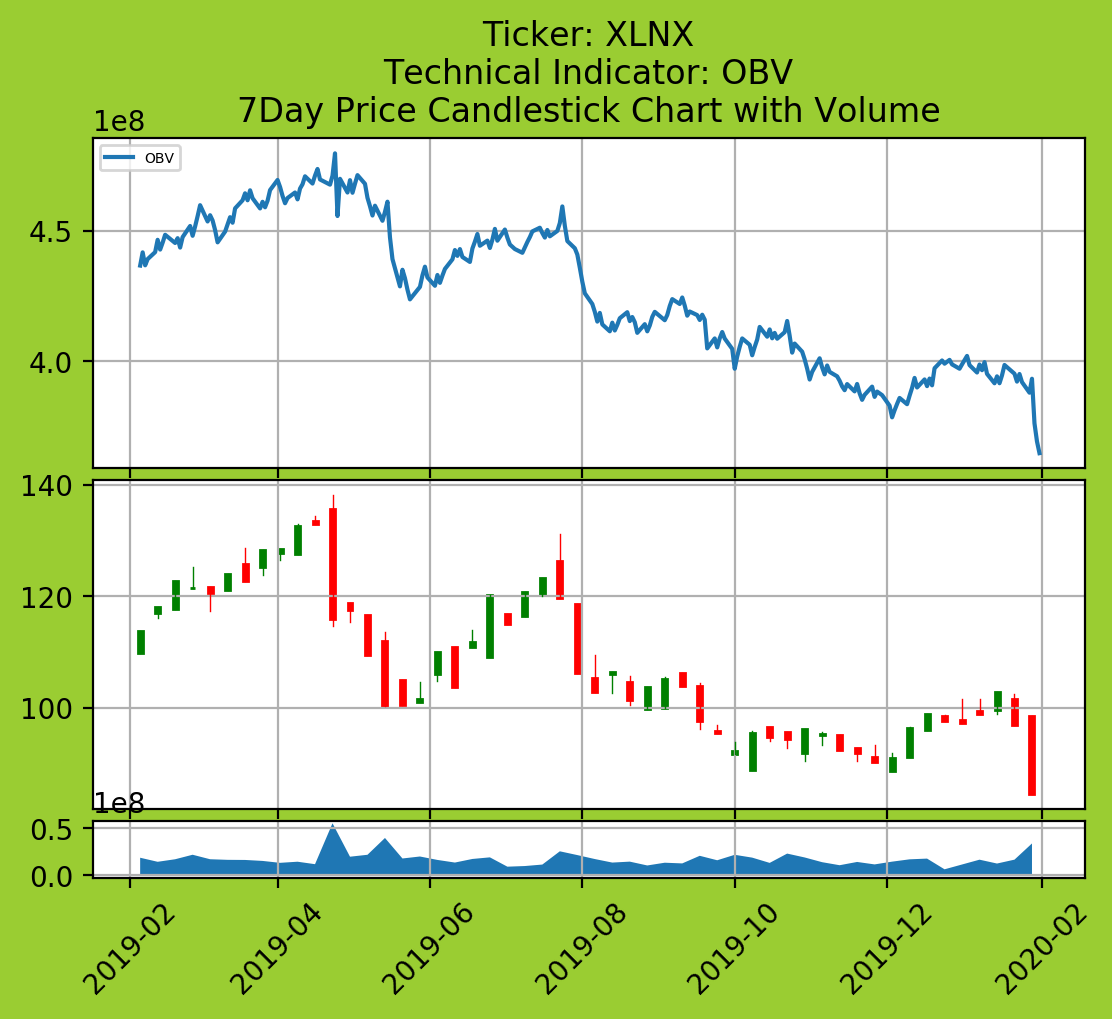 Ticker: XLNX
Technical Indicator: OBV
7Day Price Candlestick Chart with Volume
1e8
OBV
4.5
4.0
140
120
100
1e8
0.5
0.0
2019-02
2019-04
2019-06
2019-08
2019-10
2019-12
2020-02